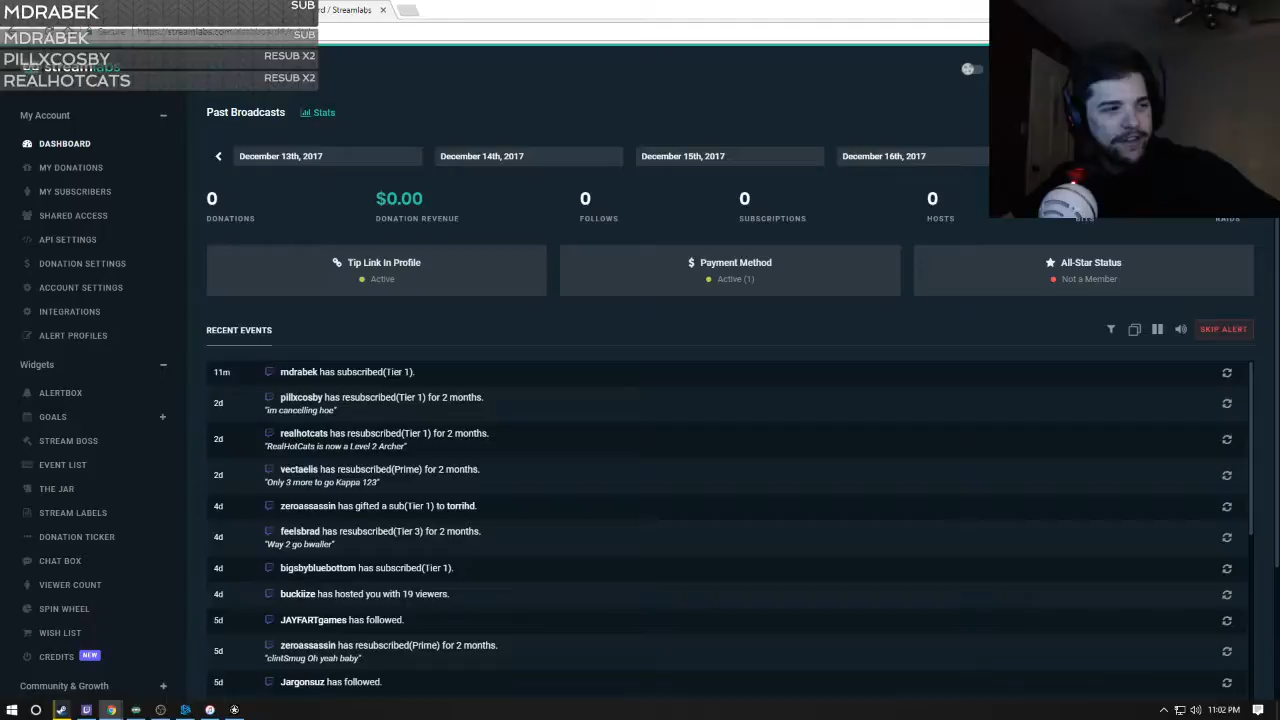 MDRABEK SUB
rd / Streamlabs
MDRABEK SUB
PILLXCOSBY RESUB X2
REALHOTCATS RESUB X2
My Account
DASHBOARD
MY DONATIONS
MY SUBSCRIBERS
SHARED ACCESS
API SETTINGS
DONATION SETTINGS
ACCOUNT SETTINGS
INTEGRATIONS
ALERT PROFILES
Widgets
ALERTBOX
GOALS
STREAM BOSS
EVENT LIST
THE JAR
STREAM LABELS
DONATION TICKER
CHAT BOX
VIEWER COUNT
SPIN WHEEL
WISH LIST
CREDITS NEW
Community & Growth
Past Broadcasts Stats
December 13th, 2017 December 14th, 2017 December 15th, 2017 December 16th, 2017
0 $0.00 0 0 0
DONATIONS DONATION REVENUE FOLLOWS SUBSCRIPTIONS HOSTS BITS RAIDS
Tip Link In Profile Payment Method All-Star Status
Active Active (1) Not a Member
RECENT EVENTS SKIP ALERT
11m mdrabek has subscribed(Tier 1).
2d pillxcosby has resubscribed(Tier 1) for 2 months.
"im cancelling hoe"
2d realhotcats has resubscribed(Tier 1) for 2 months.
"RealHotCats is now a Level 2 Archer"
2d vectaelis has resubscribed(Prime) for 2 months.
"Only 3 more to go Kappa 123"
4d zeroassassin has gifted a sub(Tier 1) to torrihd.
4d feelsbrad has resubscribed(Tier 3) for 2 months.
"Way 2 go bwaller"
4d bigsbybluebottom has subscribed(Tier 1).
4d buckiize has hosted you with 19 viewers.
5d JAYFARTgames has followed.
5d zeroassassin has resubscribed(Prime) for 2 months.
"clintSmug Oh yeah baby"
5d Jargonsuz has followed.
11:02 PM